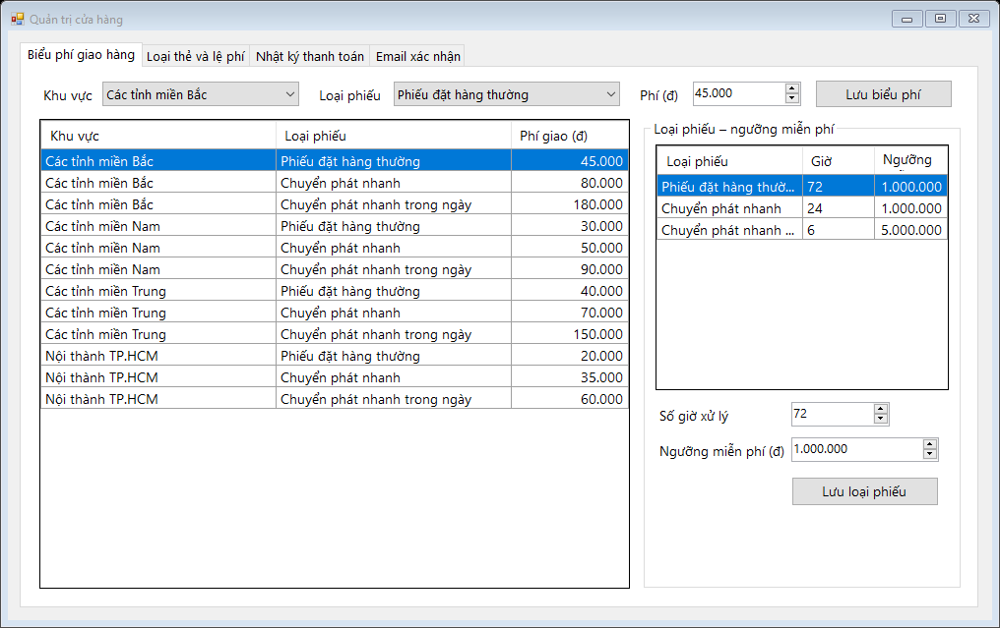 Quản trị cửa hàng
Biểu phí giao hàng Loại thẻ và lệ phí Nhật ký thanh toán Email xác nhận
Khu vực Các tỉnh miền Bắc Loại phiếu Phiếu đặt hàng thường Phí (đ) 45.000 Lưu biểu phí
Khu vực Loại phiếu Phí giao (đ)
Các tỉnh miền Bắc Phiếu đặt hàng thường 45.000
Các tỉnh miền Bắc Chuyển phát nhanh 80.000
Các tỉnh miền Bắc Chuyển phát nhanh trong ngày 180.000
Các tỉnh miền Nam Phiếu đặt hàng thường 30.000
Các tỉnh miền Nam Chuyển phát nhanh 50.000
Các tỉnh miền Nam Chuyển phát nhanh trong ngày 90.000
Các tỉnh miền Trung Phiếu đặt hàng thường 40.000
Các tỉnh miền Trung Chuyển phát nhanh 70.000
Các tỉnh miền Trung Chuyển phát nhanh trong ngày 150.000
Nội thành TP.HCM Phiếu đặt hàng thường 20.000
Nội thành TP.HCM Chuyển phát nhanh 35.000
Nội thành TP.HCM Chuyển phát nhanh trong ngày 60.000
Loại phiếu – ngưỡng miễn phí
Loại phiếu Giờ Ngưỡng
Phiếu đặt hàng thườ... 72 1.000.000
Chuyển phát nhanh 24 1.000.000
Chuyển phát nhanh ... 6 5.000.000
Số giờ xử lý 72
Ngưỡng miễn phí (đ) 1.000.000
Lưu loại phiếu